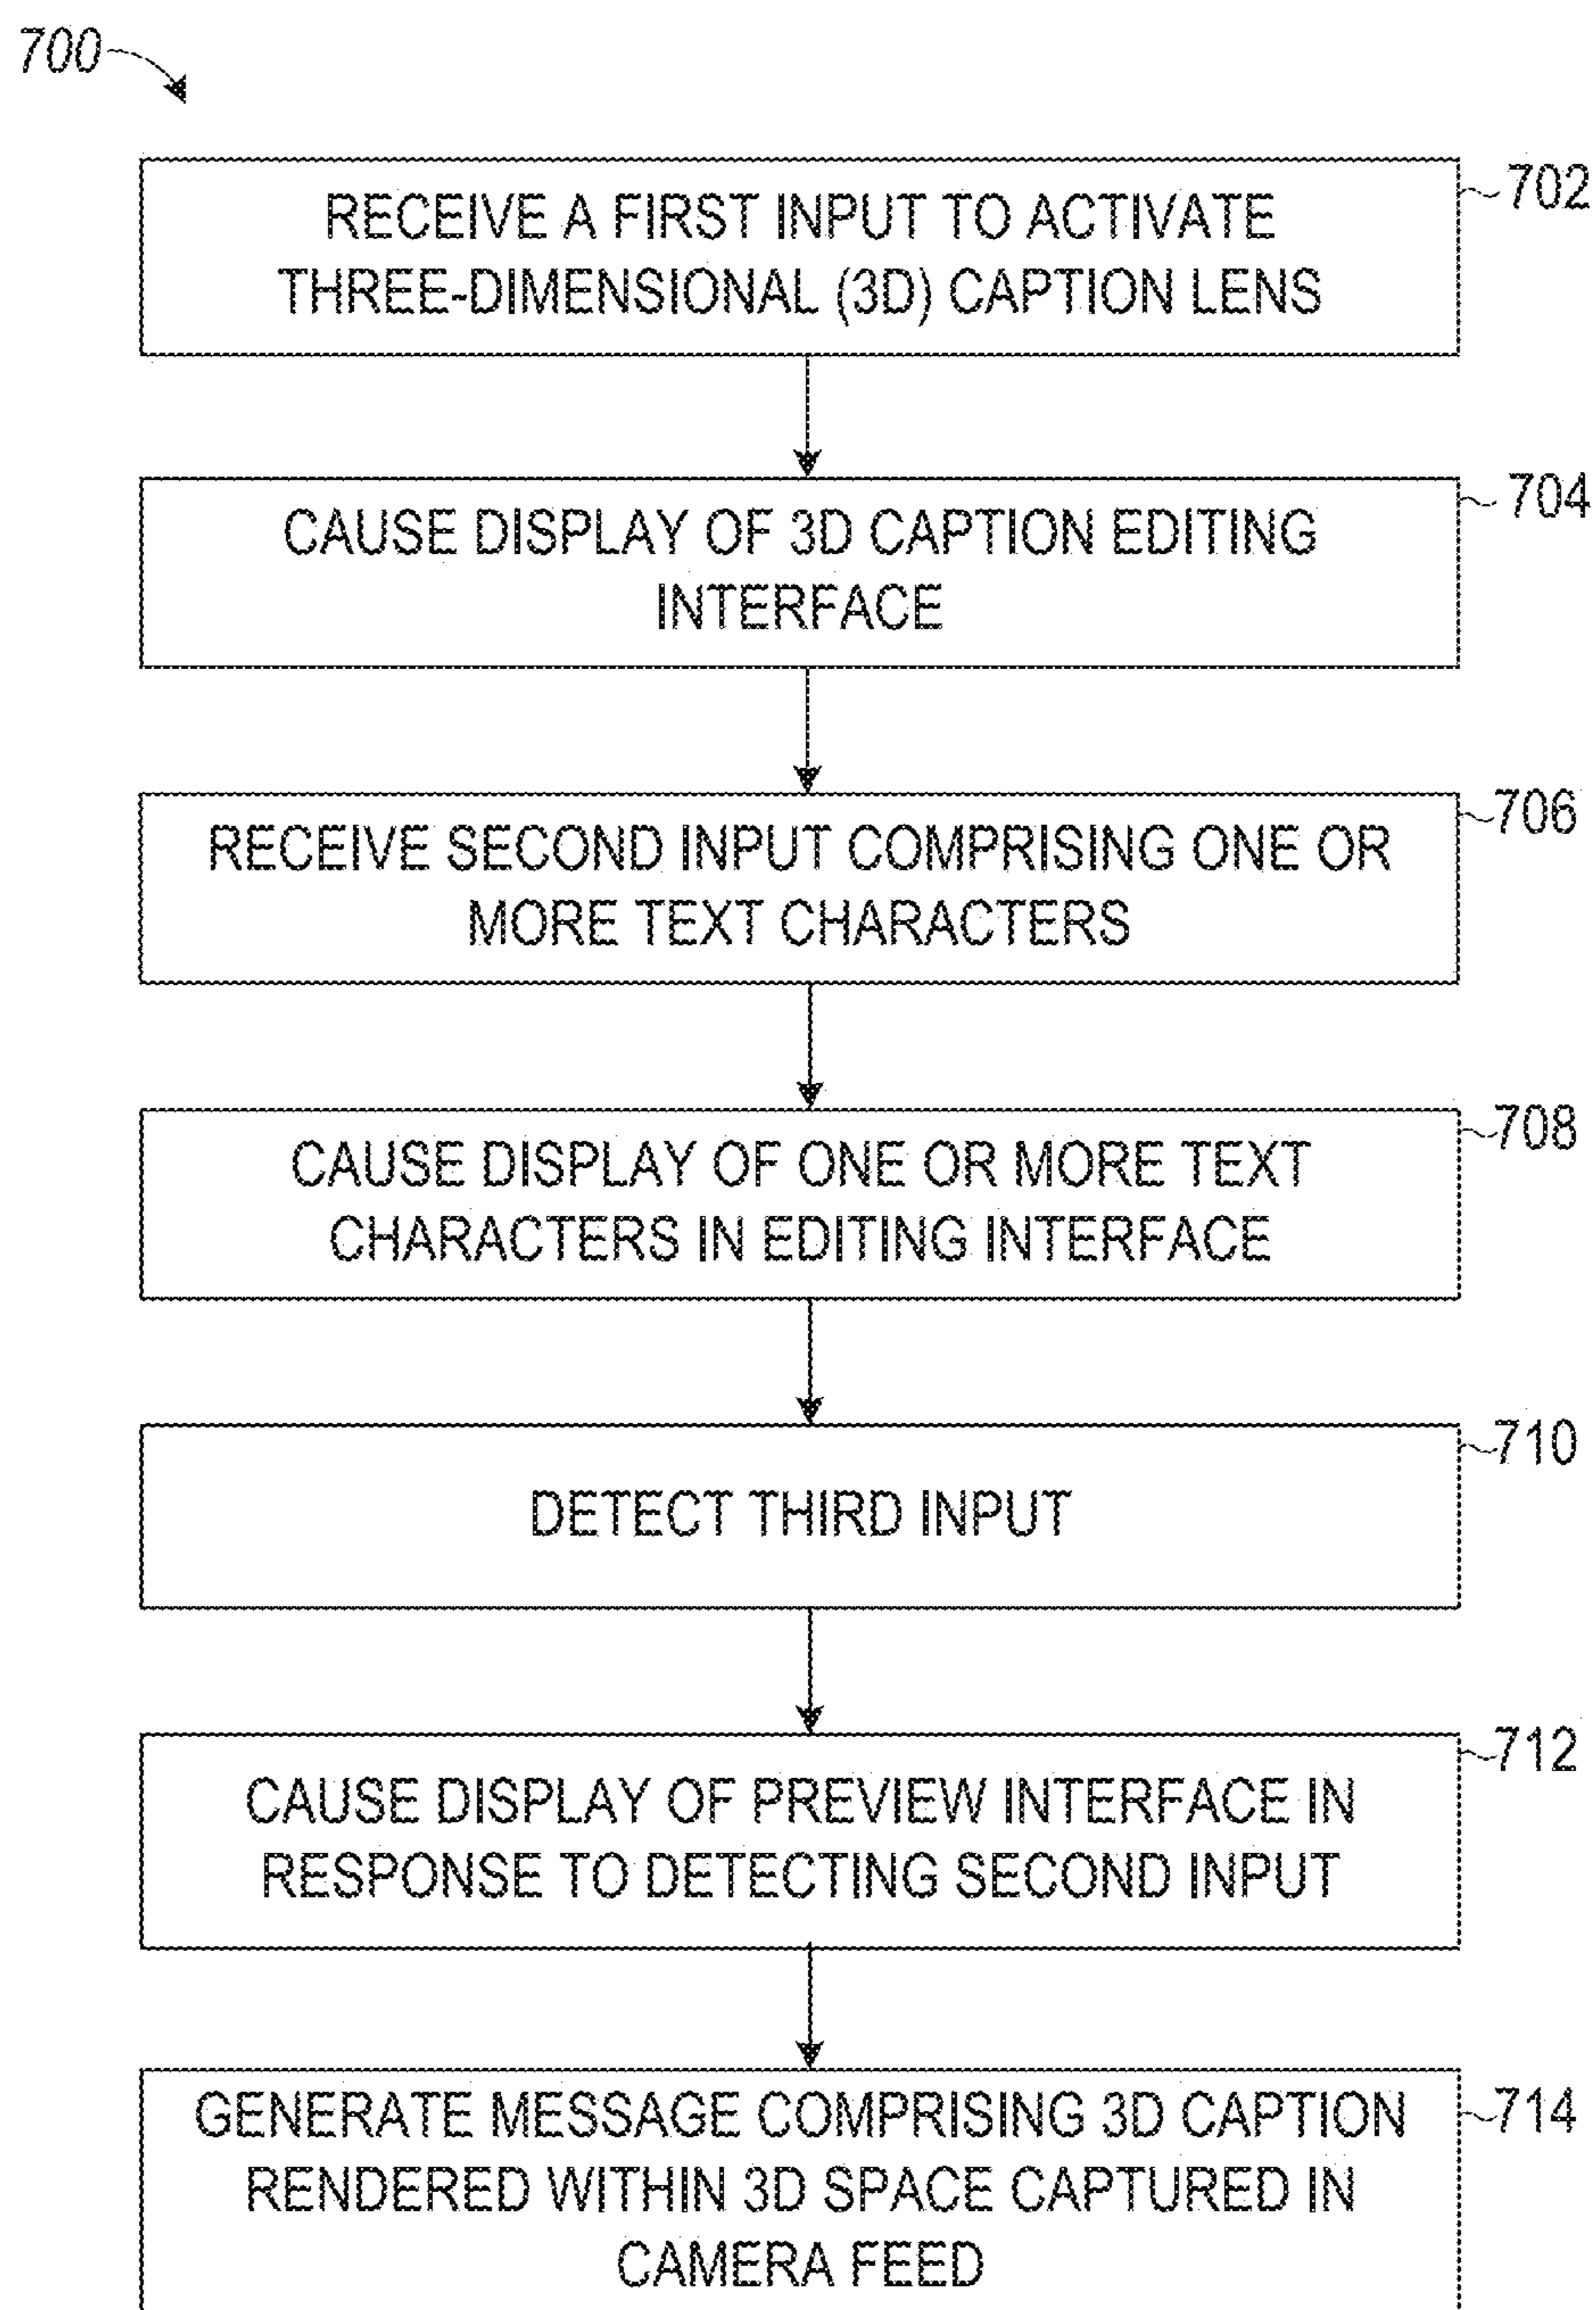 700
RECEIVE A FIRST INPUT TO ACTIVATE
THREE-DIMENSIONAL (3D) CAPTION LENS
702
CAUSE DISPLAY OF 3D CAPTION EDITING
INTERFACE
704
RECEIVE SECOND INPUT COMPRISING ONE OR
MORE TEXT CHARACTERS
706
CAUSE DISPLAY OF ONE OR MORE TEXT
CHARACTERS IN EDITING INTERFACE
708
DETECT THIRD INPUT
710
CAUSE DISPLAY OF PREVIEW INTERFACE IN
RESPONSE TO DETECTING SECOND INPUT
712
GENERATE MESSAGE COMPRISING 3D CAPTION
RENDERED WITHIN 3D SPACE CAPTURED IN
CAMERA FEED
714